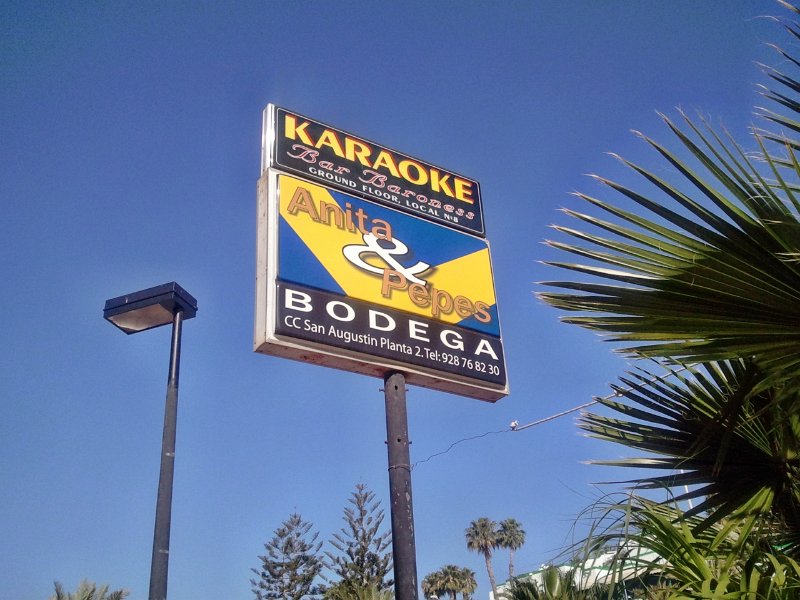 KARAOKE
Bar Baroness
GROUND FLOOR, LOCAL Nº8
Anita
&
Pepes
BODEGA
CC San Augustin Planta 2. Tel: 928 76 82 30